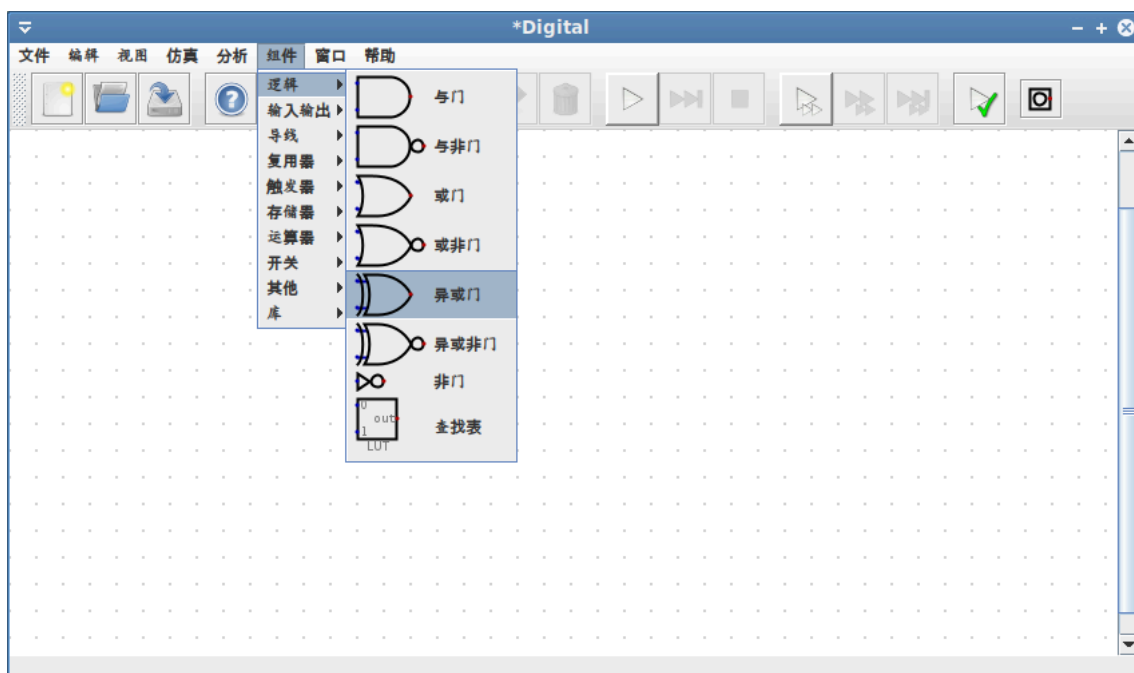 *Digital
文件 编辑 视图 仿真 分析 组件 窗口 帮助
逻辑
输入输出
导线
复用器
触发器
存储器
运算器
开关
其他
库
与门
与非门
或门
或非门
异或门
异或非门
非门
0
out
1
LUT
查找表